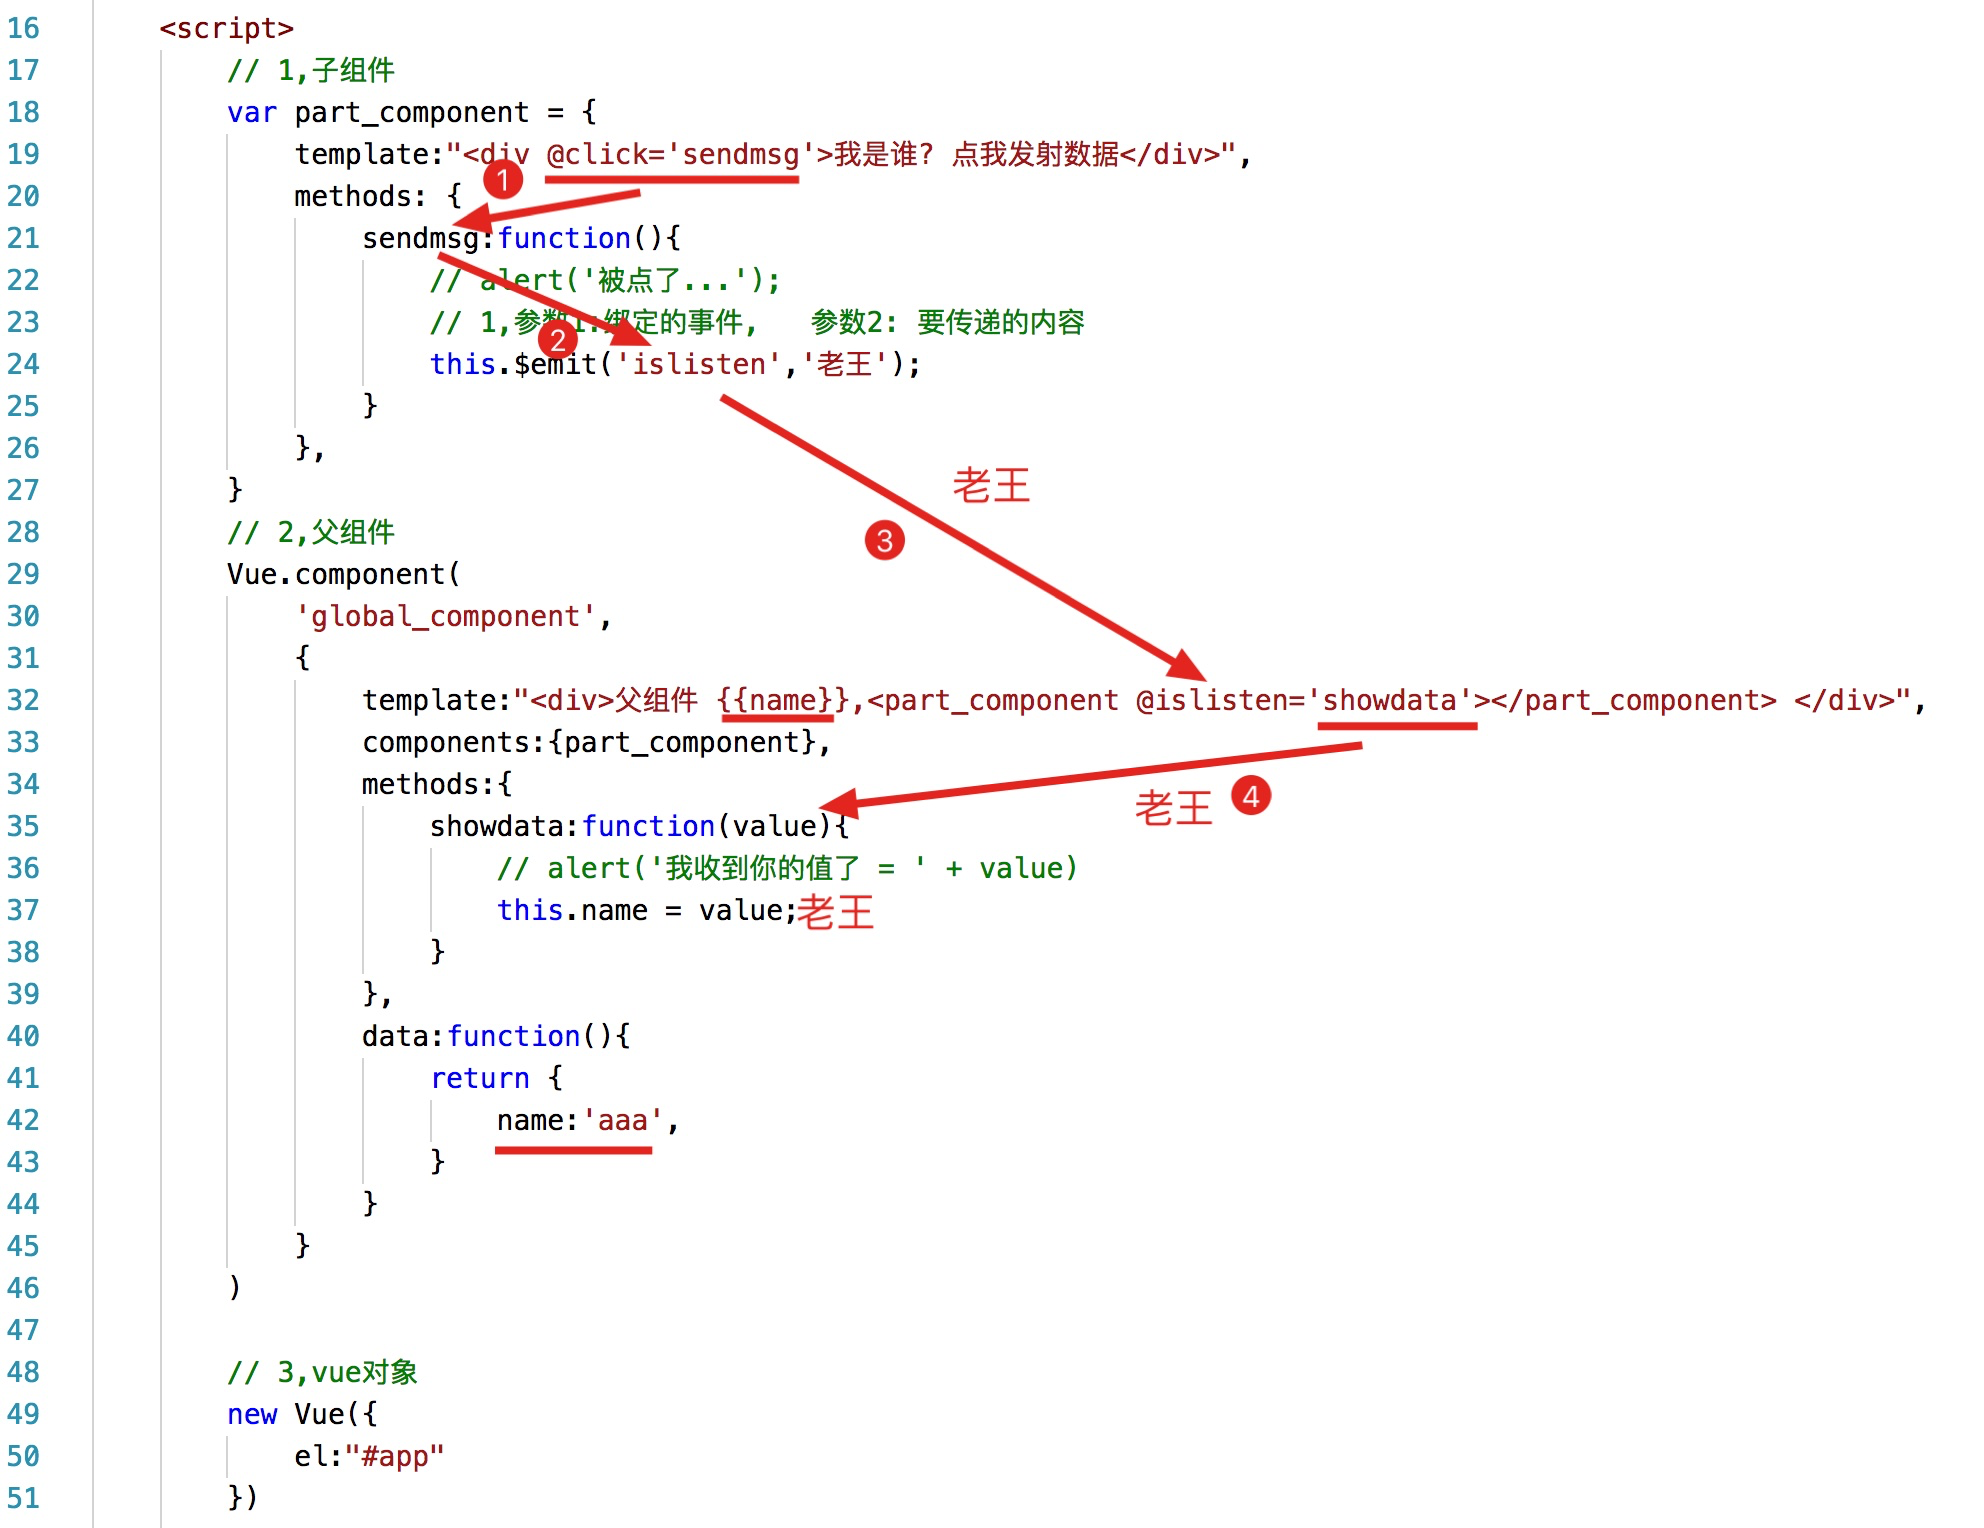 16 <script>
17 // 1,子组件
18 var part_component = {
19 template:"<div @click='sendmsg'>我是谁? 点我发射数据</div>",
1
20 methods: {
21 sendmsg:function(){
22 // alert('被点了...');
23 // 1,参数1:绑定的事件, 参数2: 要传递的内容
2
24 this.$emit('islisten','老王');
25 }
26 },
老王
27 }
28 // 2,父组件
3
29 Vue.component(
30 'global_component',
31 {
32 template:"<div>父组件 {{name}},<part_component @islisten='showdata'></part_component> </div>",
33 components:{part_component},
34 methods:{
老王 4
35 showdata:function(value){
36 // alert('我收到你的值了 = ' + value)
37 this.name = value;老王
38 }
39 },
40 data:function(){
41 return {
42 name:'aaa',
43 }
44 }
45 }
46 )
47
48 // 3,vue对象
49 new Vue({
50 el:"#app"
51 })